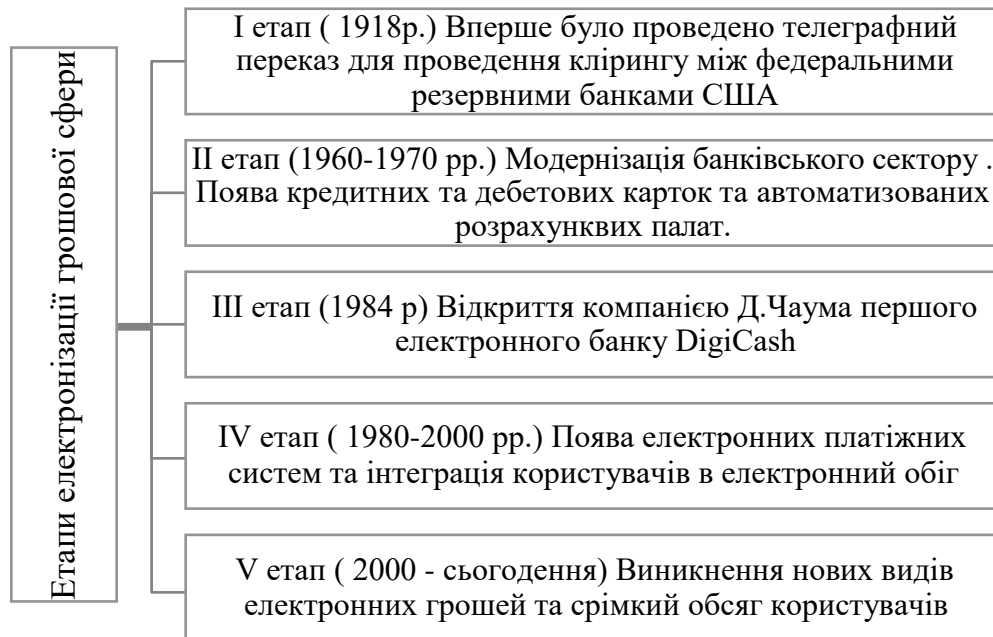 Етапи електронізації грошової сфери
І етап ( 1918р.) Вперше було проведено телеграфний
переказ для проведення клірингу між федеральними
резервними банками США
ІІ етап (1960-1970 рр.) Модернізація банківського сектору .
Поява кредитних та дебетових карток та автоматизованих
розрахунквих палат.
ІІІ етап (1984 р) Відкриття компанією Д.Чаума першого
електронного банку DigiCash
IV етап ( 1980-2000 рр.) Поява електронних платіжних
систем та інтеграція користувачів в електронний обіг
V етап ( 2000 - сьогодення) Виникнення нових видів
електронних грошей та срімкий обсяг користувачів